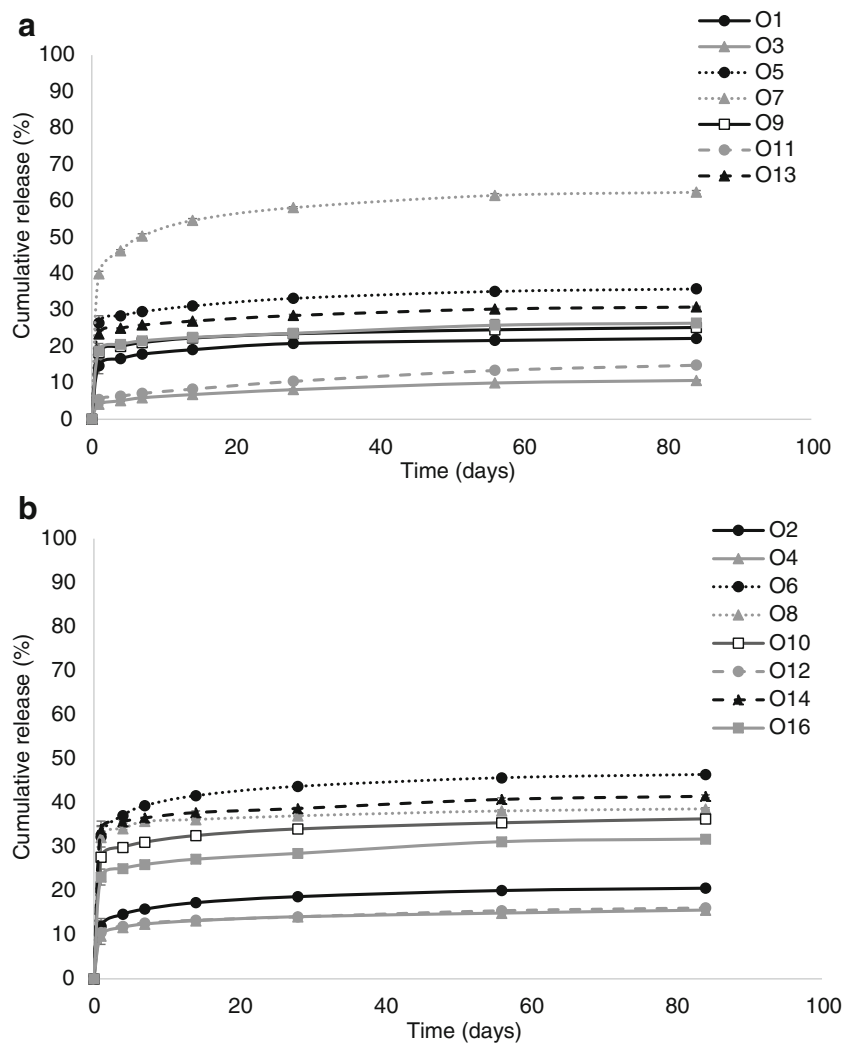 a
O1
O3
O5
O7
O9
O11
O13
100
90
80
70
60
50
40
30
20
10
0
Cumulative release (%)
0 20 40 60 80 100
Time (days)
b
O2
O4
O6
O8
O10
O12
O14
O16
100
90
80
70
60
50
40
30
20
10
0
Cumulative release (%)
0 20 40 60 80 100
Time (days)